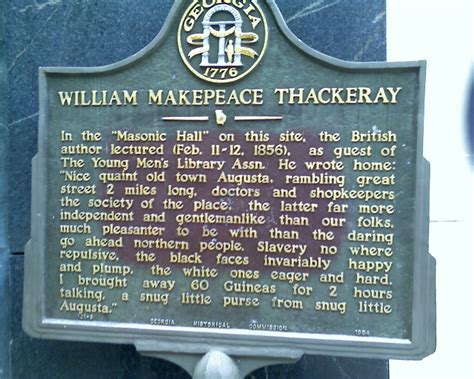 GEORGIA
1776
WILLIAM MAKEPEACE THACKERAY
In the "Masonic Hall" on this site, the British
author lectured (Feb. 11-12, 1856), as guest of
The Young Men's Library Assn. He wrote home:
"Nice quaint old town Augusta, rambling great
street 2 miles long, doctors and shopkeepers
the society of the place, the latter far more
independent and gentlemanlike than our folks,
much pleasanter to be with than the daring
go ahead northern people. Slavery no where
repulsive, the black faces invariably happy
and plump, the white ones eager and hard.
I brought away 60 Guineas for 2 hours
talking, a snug little purse from snug little
Augusta."
GEORGIA HISTORICAL COMMISSION 1954